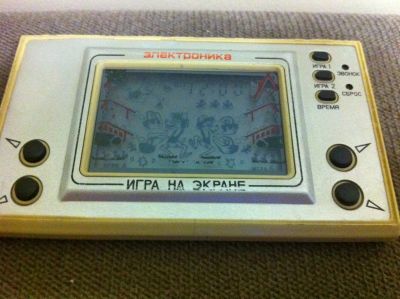 электроника
ИГРА 1
ЗВОНОК
ИГРА 2
СБРОС
ВРЕМЯ
ИГРА НА ЭКРАНЕ